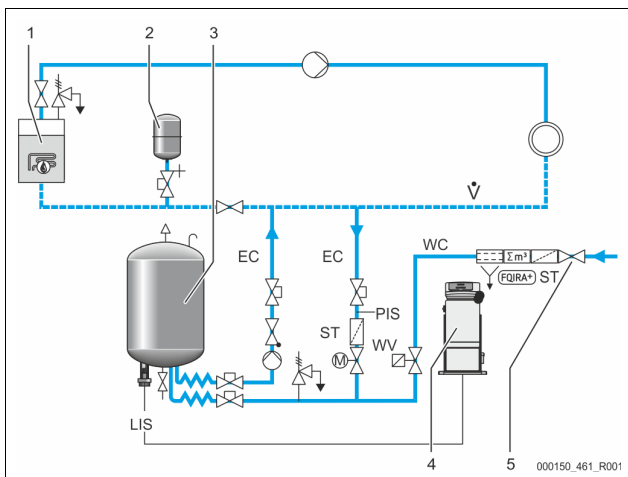 1
2
3
V̇
EC
EC
WC
Σm³
FQIRA+
ST
PIS
ST
WV
M
LIS
4
5
000150_461_R001